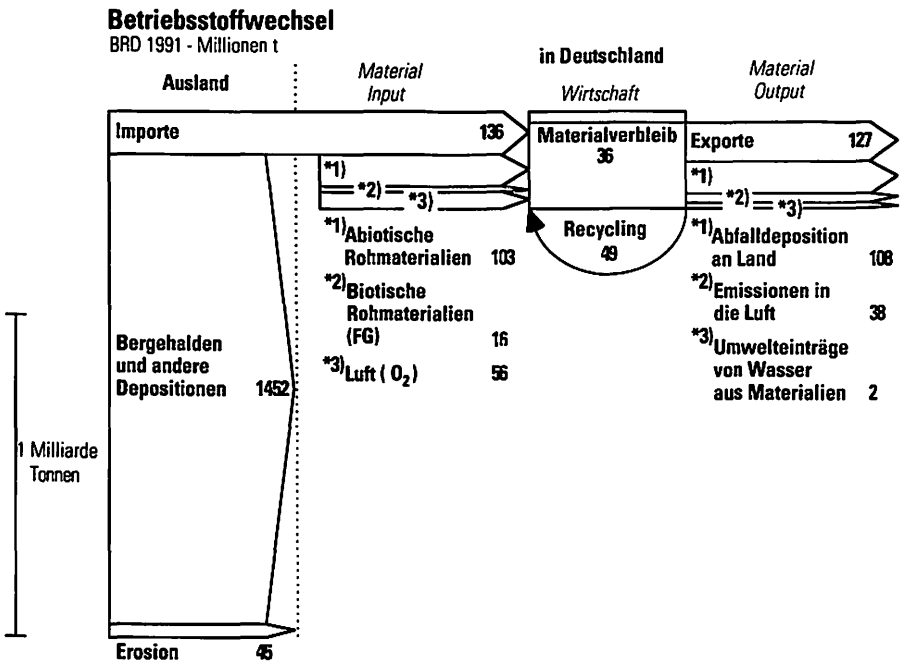 Betriebsstoffwechsel
BRD 1991 - Millionen t
in Deutschland
Ausland
Material
Input
Wirtschaft
Material
Output
Importe 136
Materialverbleib
36
Exporte 127
*1)
*2)
*3)
*1)
*2)
*3)
Recycling
49
*1)Abiotische
Rohmaterialien 103
*2)Biotische
Rohmaterialien
(FG) 16
*3)Luft ( O₂ ) 56
*1)Abfalldeposition
an Land 108
*2)Emissionen in
die Luft 38
*3)Umwelteinträge
von Wasser
aus Materialien 2
Bergehalden
und andere
Depositionen 1452
1 Milliarde
Tonnen
Erosion 45